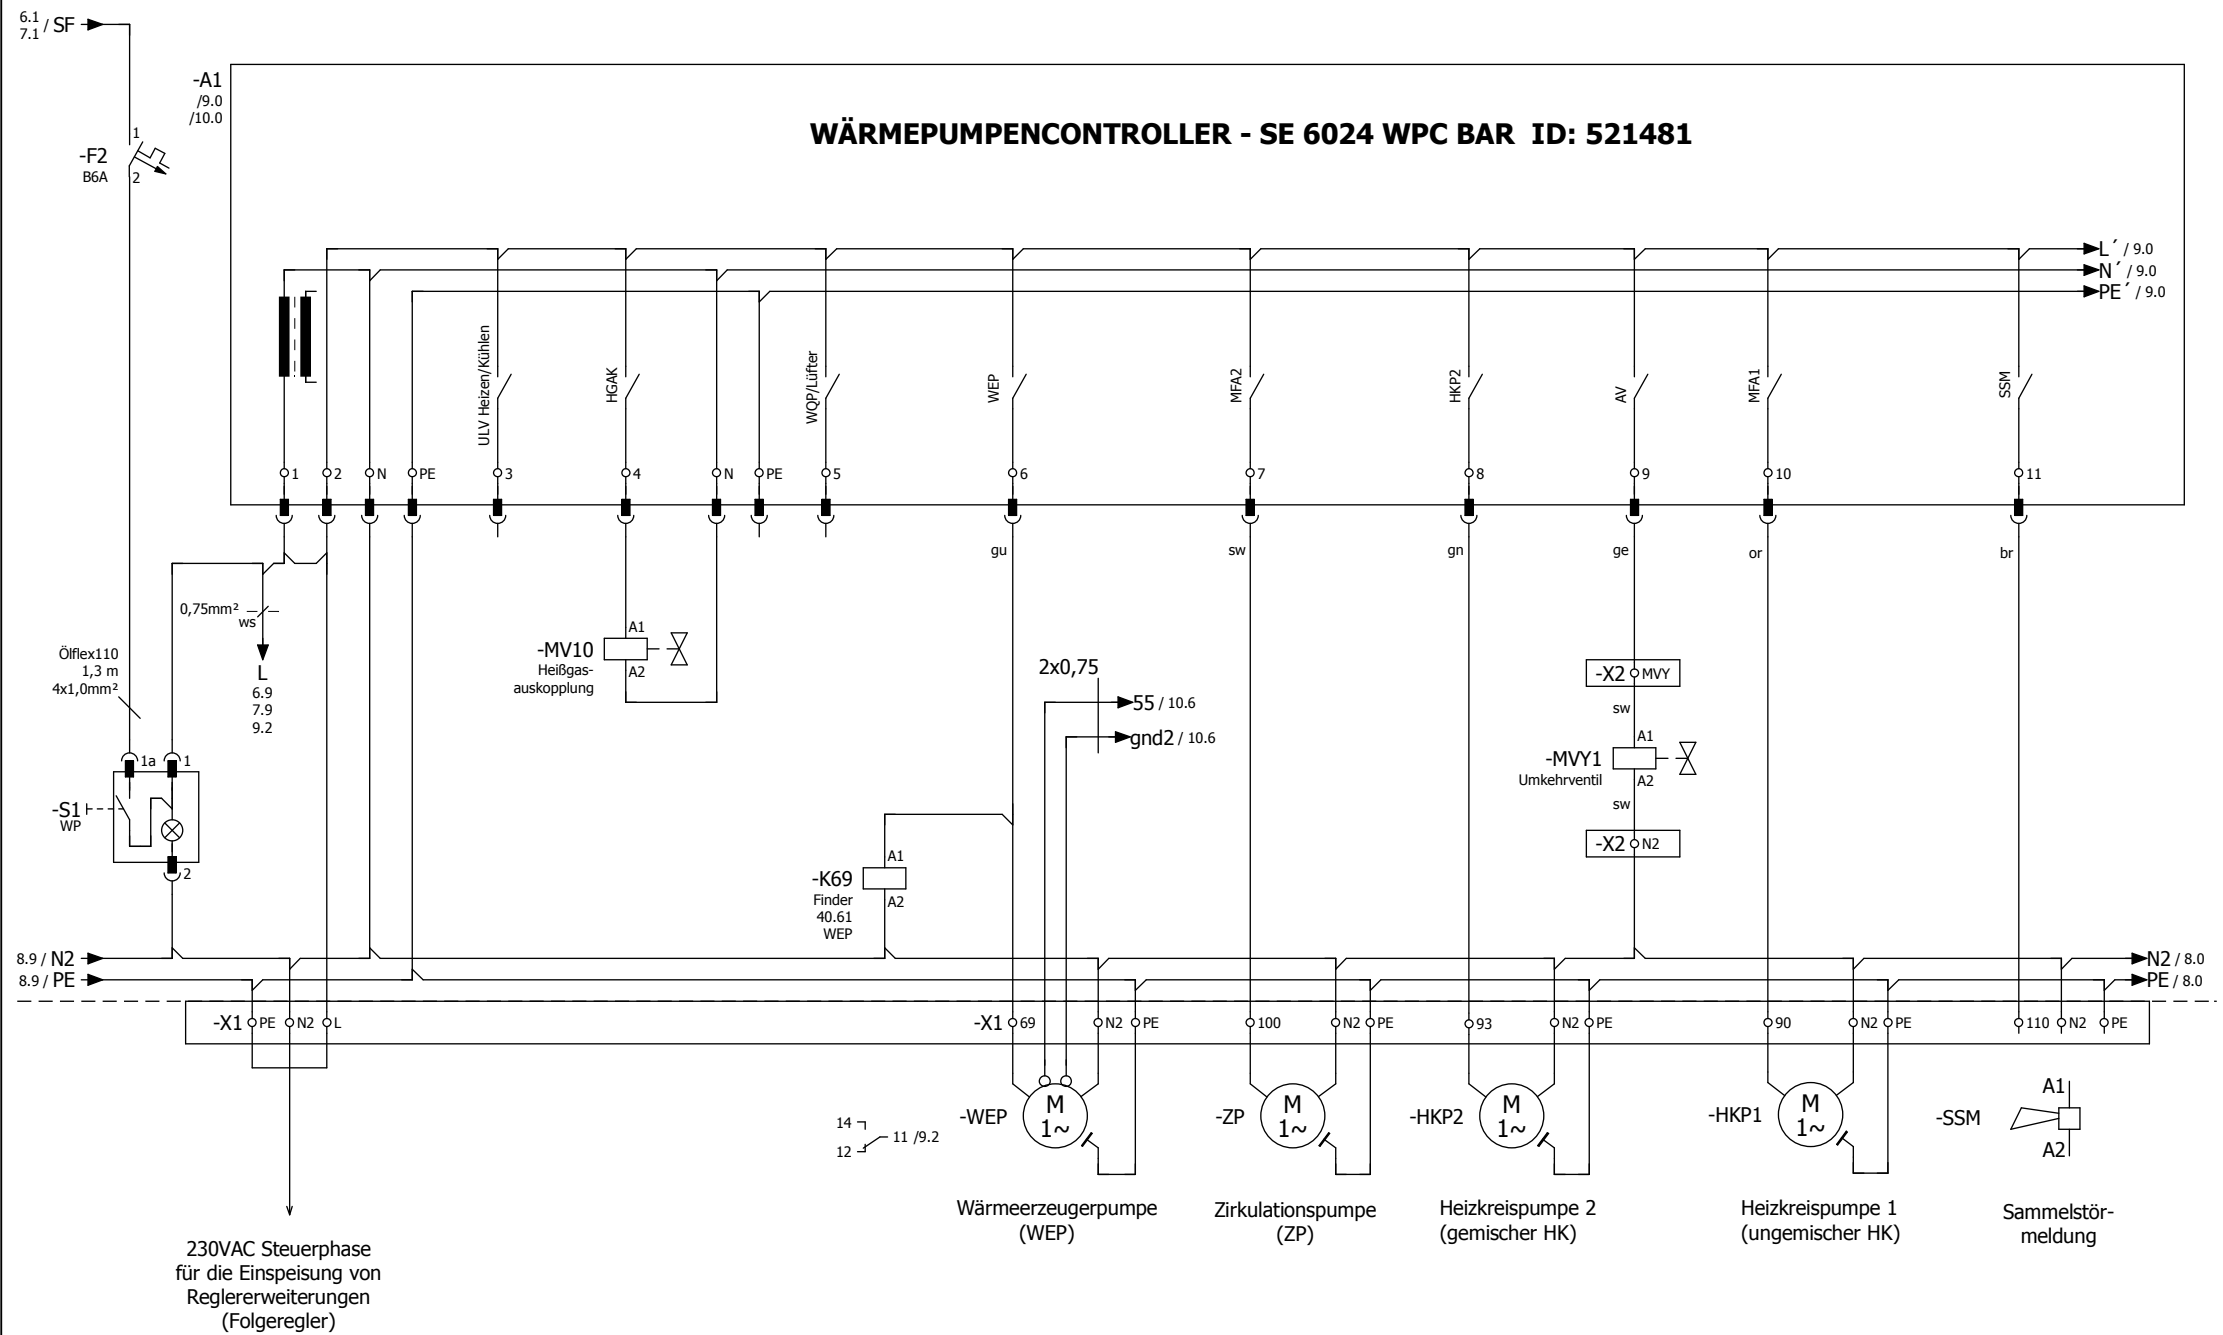 6.1
7.1 / SF
-A1
/9.0
/10.0
WÄRMEPUMPENCONTROLLER - SE 6024 WPC BAR ID: 521481
1
-F2
B6A
2
L´ / 9.0
N´ / 9.0
PE´ / 9.0
ULV Heizen/Kühlen
HGAK
WQP/Lüfter
WEP
MFA2
HKP2
AV
MFA1
SSM
1 2 N PE 3 4 N PE 5 6 7 8 9 10 11
gu sw gn ge or br
0,75mm²
ws
L
6.9
7.9
9.2
Ölflex110
1,3 m
4x1,0mm²
A1
-MV10
Heißgas-
auskopplung
A2
2x0,75
55 / 10.6
gnd2 / 10.6
-X2 MVY
sw
A1
-MVY1
Umkehrventil
A2
sw
-X2 N2
1a 1
-S1
WP
2
A1
-K69
Finder
40.61
WEP
A2
8.9 / N2
8.9 / PE
N2 / 8.0
PE / 8.0
-X1 PE N2 L
-X1 69 N2 PE 100 N2 PE 93 N2 PE 90 N2 PE 110 N2 PE
14
12
11 /9.2
-WEP
M
1~
-ZP
M
1~
-HKP2
M
1~
-HKP1
M
1~
A1
-SSM
A2
Wärmeerzeugerpumpe
(WEP)
Zirkulationspumpe
(ZP)
Heizkreispumpe 2
(gemischer HK)
Heizkreispumpe 1
(ungemischer HK)
Sammelstör-
meldung
230VAC Steuerphase
für die Einspeisung von
Reglererweiterungen
(Folgeregler)